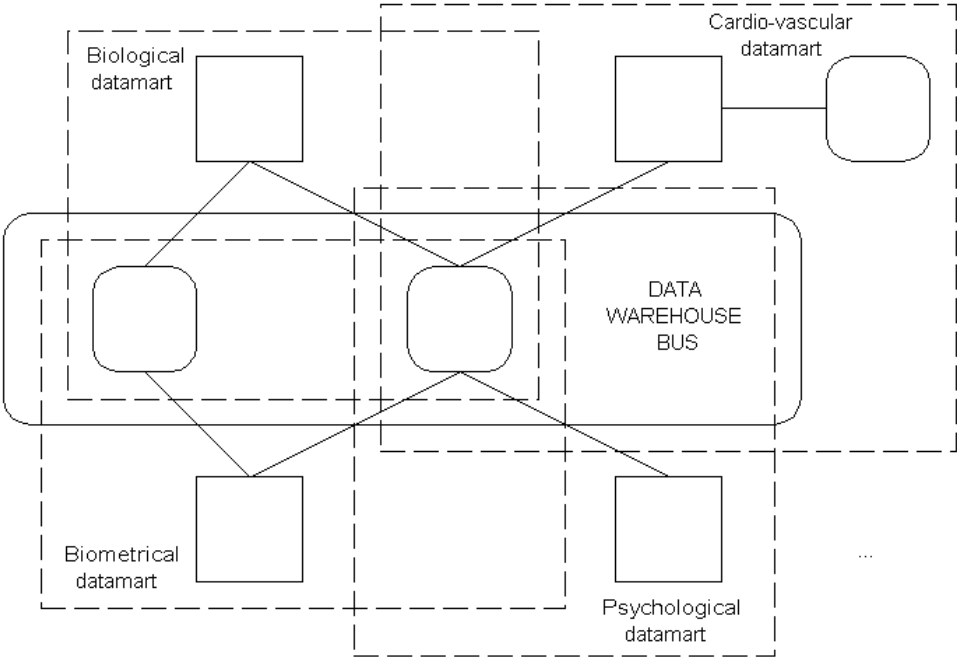 Cardio-vascular
datamart
Biological
datamart
DATA
WAREHOUSE
BUS
Biometrical
datamart
...
Psychological
datamart